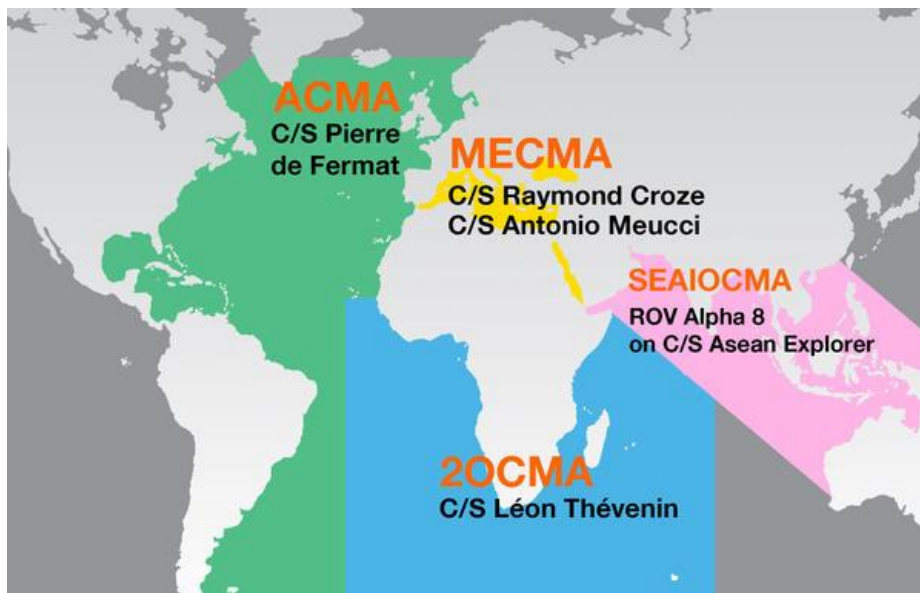 ACMA
C/S Pierre
de Fermat
MECMA
C/S Raymond Croze
C/S Antonio Meucci
SEAIOCMA
ROV Alpha 8
on C/S Asean Explorer
2OCMA
C/S Léon Thévenin